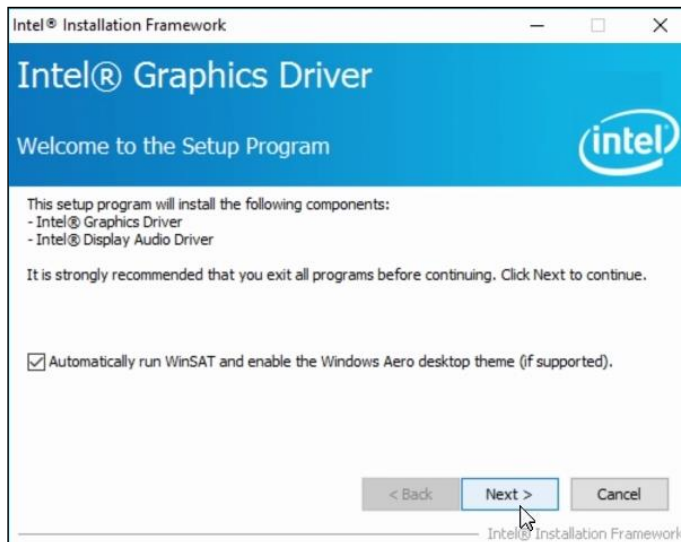 Intel® Installation Framework
Intel® Graphics Driver
Welcome to the Setup Program
intel
This setup program will install the following components:
- Intel® Graphics Driver
- Intel® Display Audio Driver
It is strongly recommended that you exit all programs before continuing. Click Next to continue.
Automatically run WinSAT and enable the Windows Aero desktop theme (if supported).
< Back Next > Cancel
Intel® Installation Framework